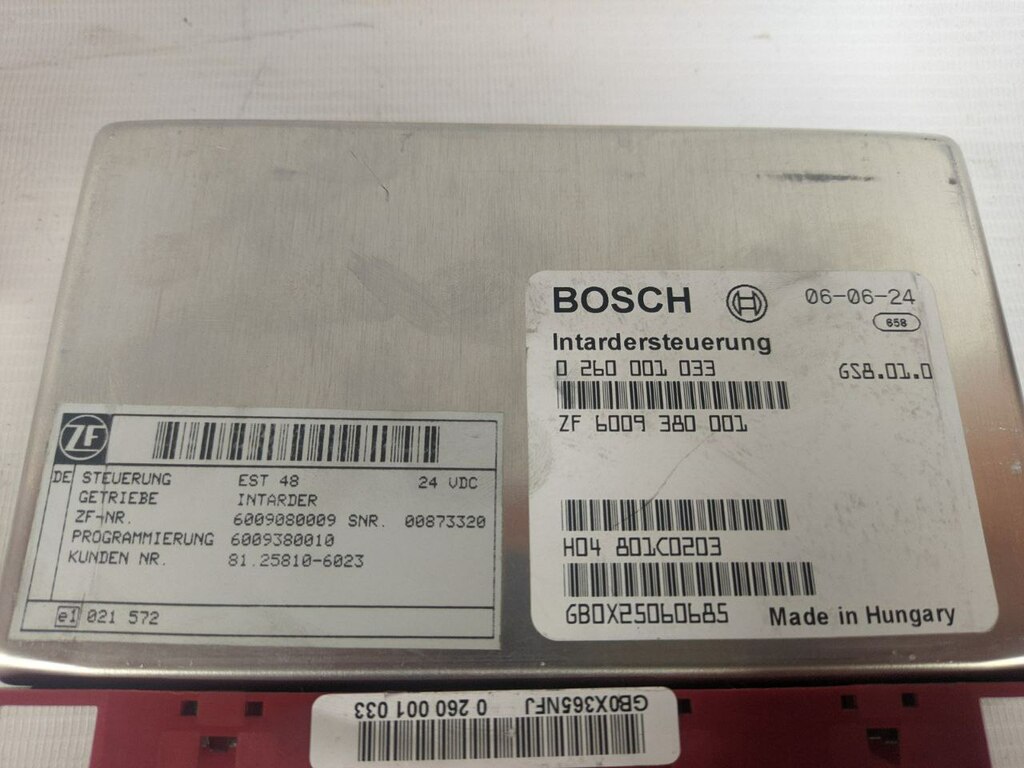 BOSCH 06-06-24
658
Intardersteuerung
0 260 001 033 GS8.01.0
ZF 6009 380 001
H04 801C0203
GB0X25060685 Made in Hungary
ZF
DE STEUERUNG EST 48 24 VDC
GETRIEBE INTARDER
ZF-NR. 6009080009 SNR. 00873320
PROGRAMMIERUNG 6009380010
KUNDEN NR. 81.25810-6023
e1 021 572
GB0X365NFJ 0 260 001 033